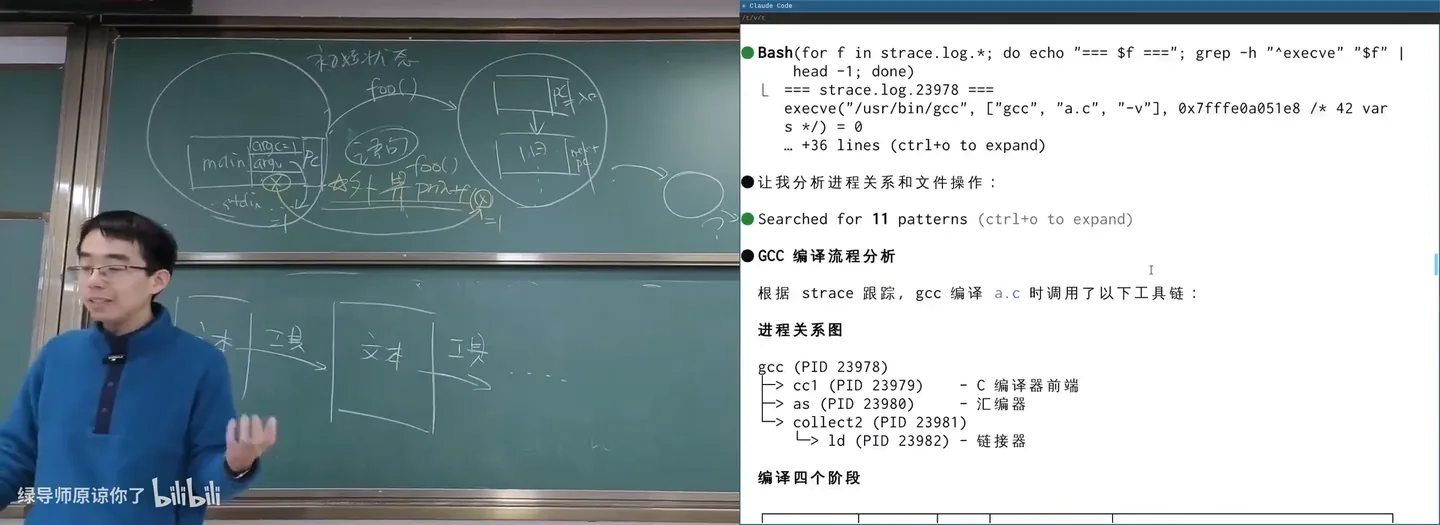 初始状态
foo()
PC
main
argc=1
argv
PC
语句
foo()
计算
printf
=1
=1
文本
工具
文本
工具
绿导师原谅你了 bilibili
Claude Code
/t/v/t
Bash(for f in strace.log.*; do echo "=== $f ==="; grep -h "^execve" "$f" |
head -1; done)
=== strace.log.23978 ===
execve("/usr/bin/gcc", ["gcc", "a.c", "-v"], 0x7fffe0a051e8 /* 42 var
s */) = 0
… +36 lines (ctrl+o to expand)
让我分析进程关系和文件操作：
Searched for 11 patterns (ctrl+o to expand)
GCC 编译流程分析
根据 strace 跟踪，gcc 编译 a.c 时调用了以下工具链：
进程关系图
gcc (PID 23978)
├─> cc1 (PID 23979) - C 编译器前端
├─> as (PID 23980) - 汇编器
└─> collect2 (PID 23981)
└─> ld (PID 23982) - 链接器
编译四个阶段